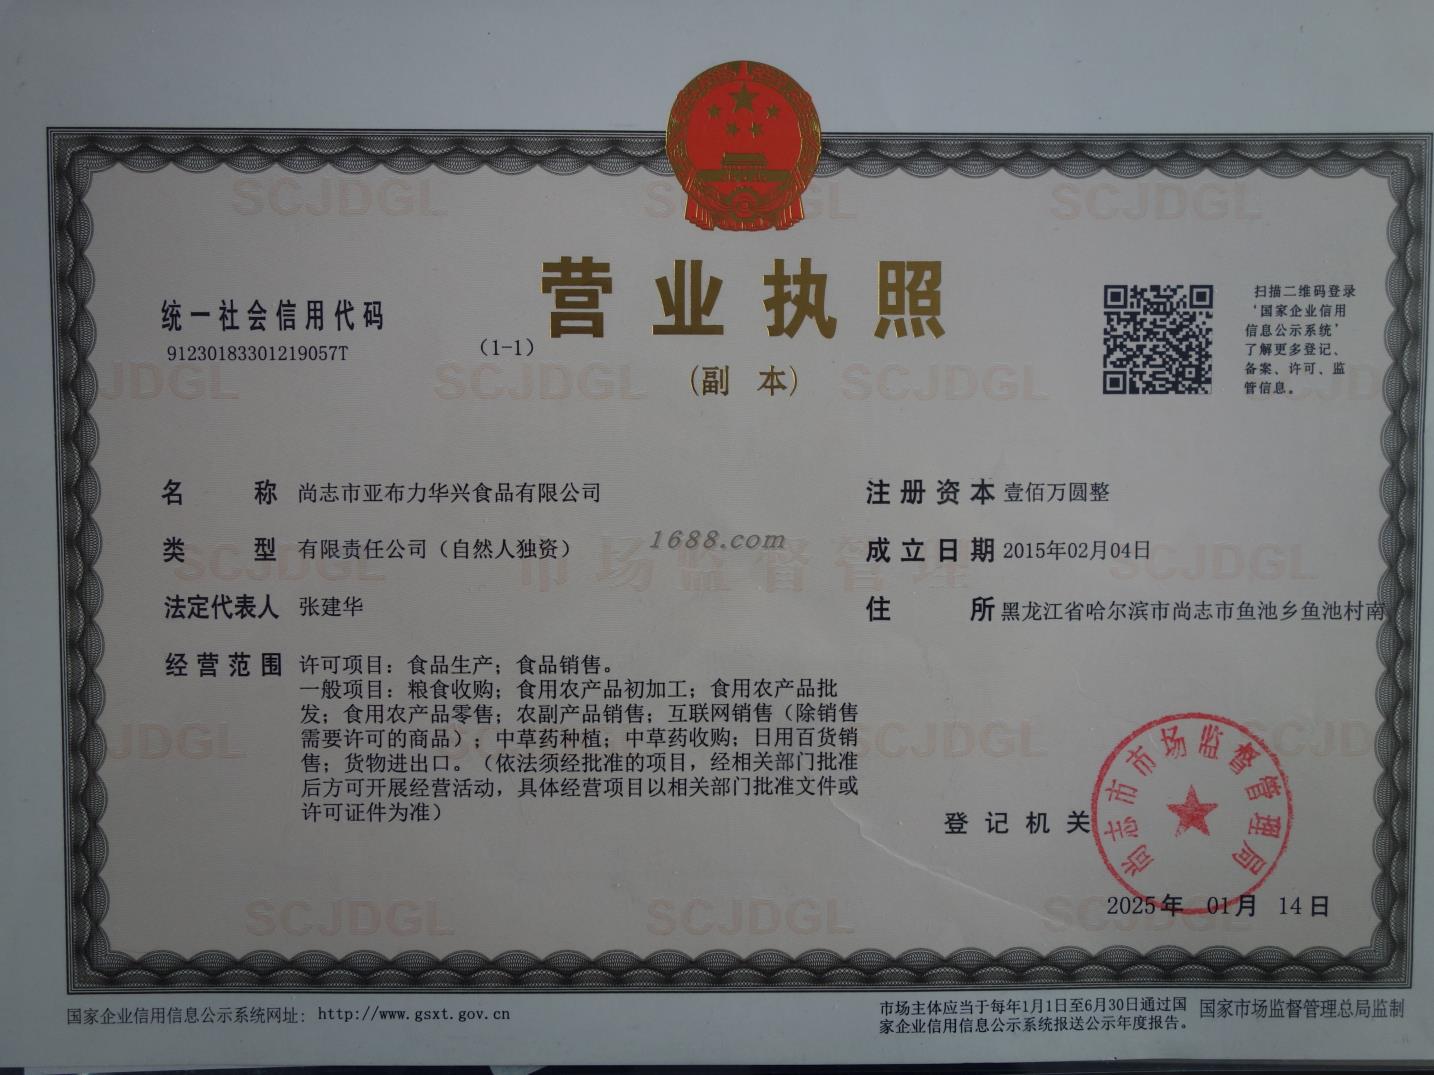 营业执照
(副 本)
(1-1)
统一社会信用代码
91230183301219057T
扫描二维码登录
'国家企业信用
信息公示系统'
了解更多登记、
备案、许可、监
管信息。
名 称 尚志市亚布力华兴食品有限公司
类 型 有限责任公司（自然人独资）
法定代表人 张建华
经营范围 许可项目：食品生产；食品销售。
一般项目：粮食收购；食用农产品初加工；食用农产品批
发；食用农产品零售；农副产品销售；互联网销售（除销售
需要许可的商品）；中草药种植；中草药收购；日用百货销
售；货物进出口。（依法须经批准的项目，经相关部门批准
后方可开展经营活动，具体经营项目以相关部门批准文件或
许可证件为准）
注册资本 壹佰万圆整
成立日期 2015年02月04日
住 所 黑龙江省哈尔滨市尚志市鱼池乡鱼池村南
1688.com
市场监督管理
登记机关
尚志市市场监督管理局
2025年 01月 14日
SCJDGL
国家企业信用信息公示系统网址：http://www.gsxt.gov.cn
市场主体应当于每年1月1日至6月30日通过国
家企业信用信息公示系统报送公示年度报告。
国家市场监督管理总局监制